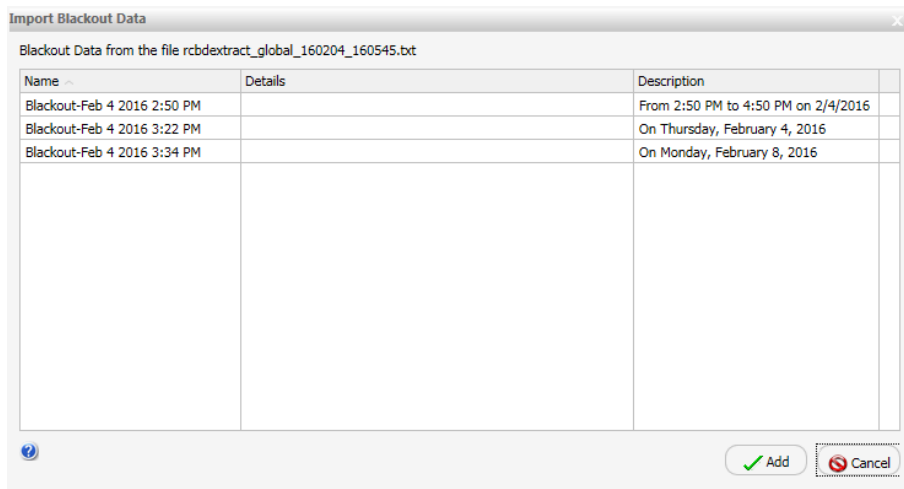 Import Blackout Data
Blackout Data from the file rcbdextract_global_160204_160545.txt
Name Details Description
Blackout-Feb 4 2016 2:50 PM From 2:50 PM to 4:50 PM on 2/4/2016
Blackout-Feb 4 2016 3:22 PM On Thursday, February 4, 2016
Blackout-Feb 4 2016 3:34 PM On Monday, February 8, 2016
Add Cancel